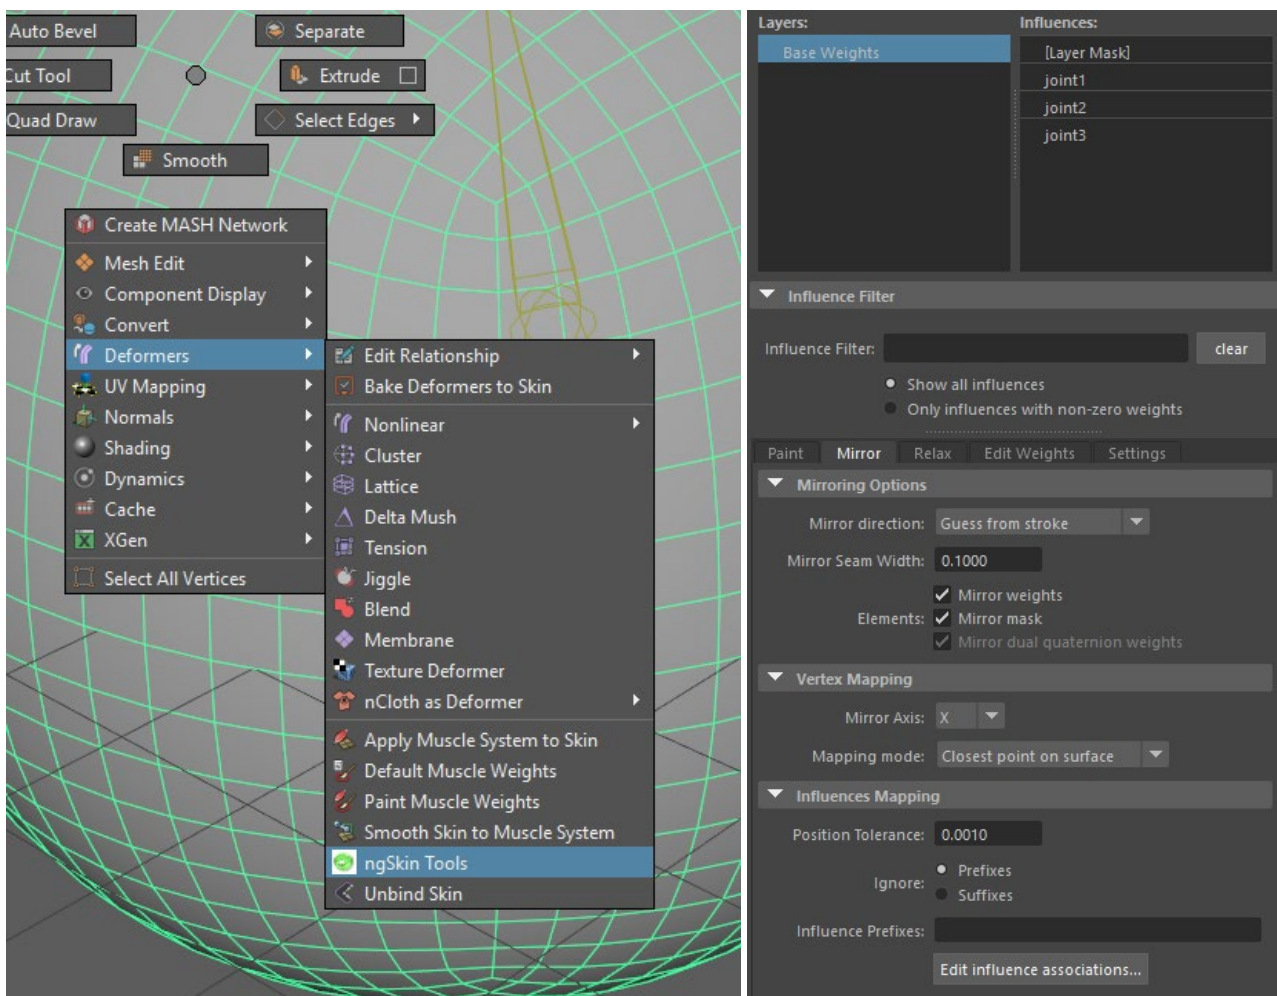 Auto Bevel
Separate
Cut Tool
Extrude
Quad Draw
Select Edges
Smooth
Create MASH Network
Mesh Edit
Component Display
Convert
Deformers
UV Mapping
Normals
Shading
Dynamics
Cache
XGen
Select All Vertices
Edit Relationship
Bake Deformers to Skin
Nonlinear
Cluster
Lattice
Delta Mush
Tension
Jiggle
Blend
Membrane
Texture Deformer
nCloth as Deformer
Apply Muscle System to Skin
Default Muscle Weights
Paint Muscle Weights
Smooth Skin to Muscle System
ngSkin Tools
Unbind Skin
Layers:
Base Weights
Influences:
[Layer Mask]
joint1
joint2
joint3
Influence Filter
Influence Filter: clear
Show all influences
Only influences with non-zero weights
Paint Mirror Relax Edit Weights Settings
Mirroring Options
Mirror direction: Guess from stroke
Mirror Seam Width: 0.1000
Mirror weights
Elements: Mirror mask
Mirror dual quaternion weights
Vertex Mapping
Mirror Axis: X
Mapping mode: Closest point on surface
Influences Mapping
Position Tolerance: 0.0010
Ignore: Prefixes
Suffixes
Influence Prefixes:
Edit influence associations...